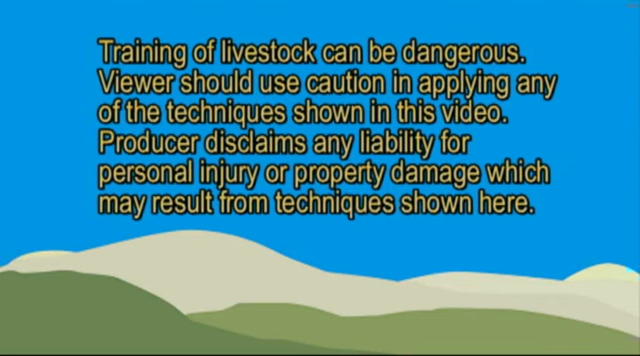 Training of livestock can be dangerous.
Viewer should use caution in applying any
of the techniques shown in this video.
Producer disclaims any liability for
personal injury or property damage which
may result from techniques shown here.